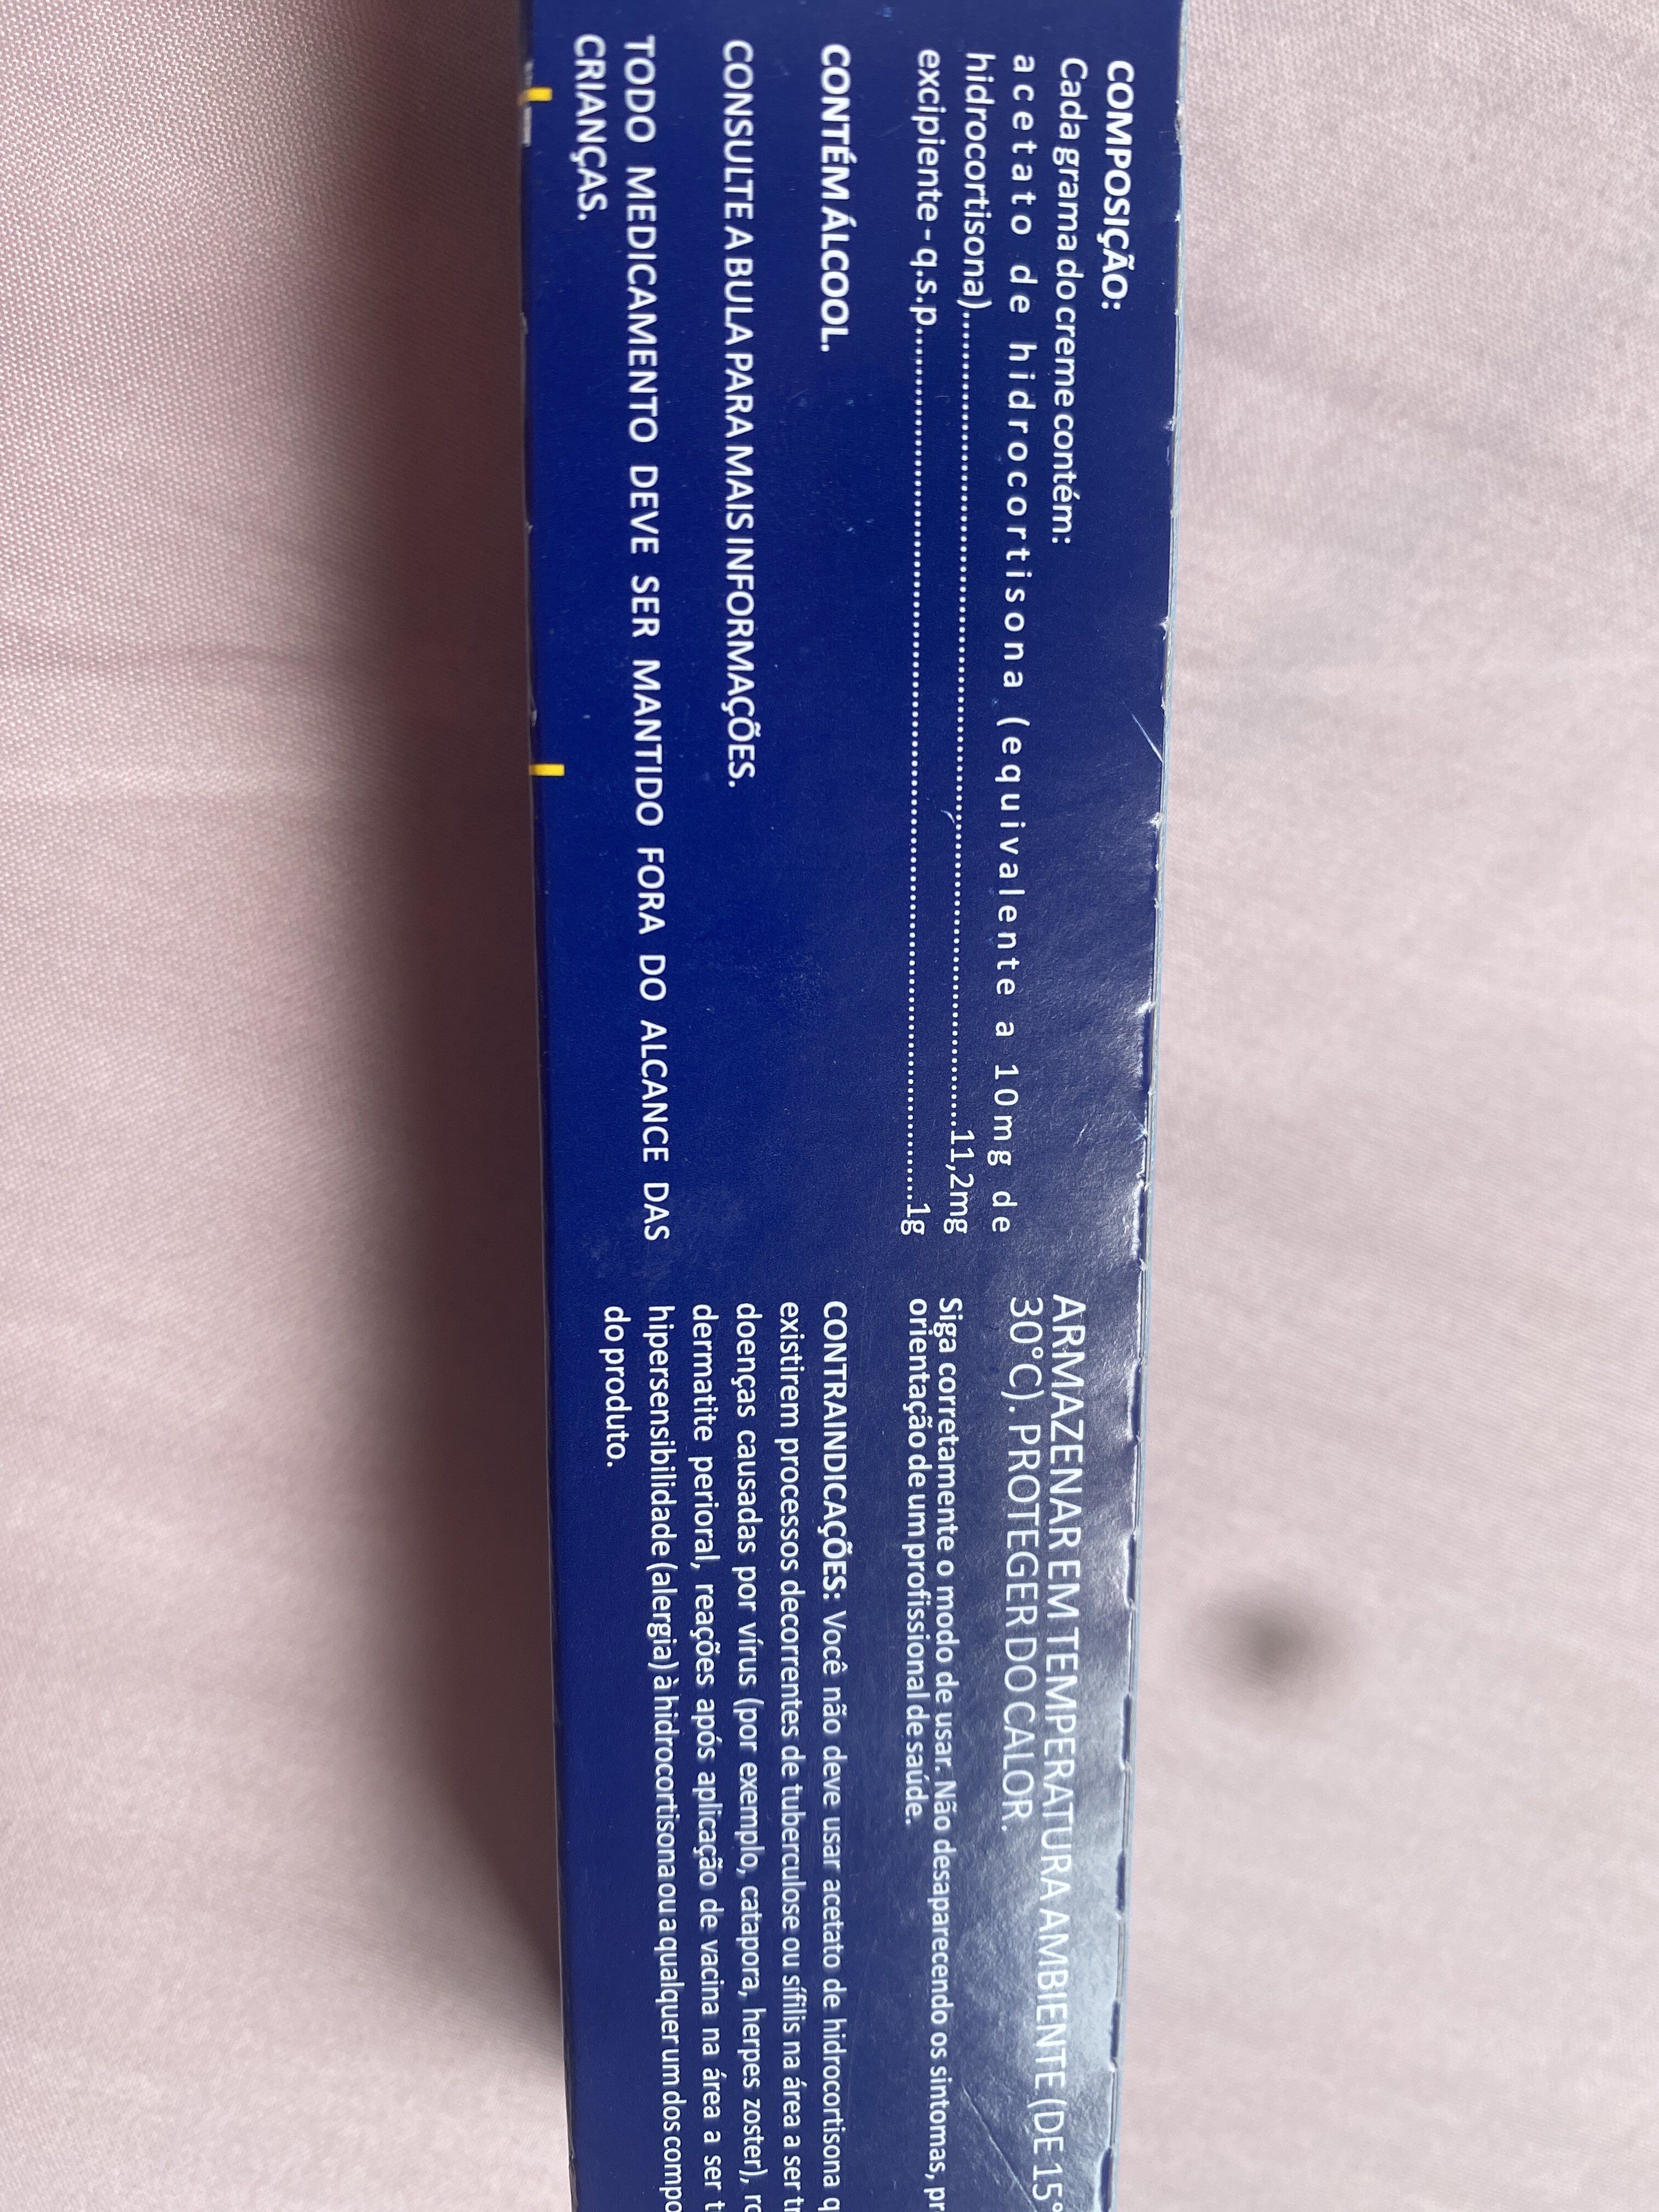 COMPOSIÇÃO:
Cada grama do creme contém:
acetato de hidrocortisona (equivalente a 10mg de
hidrocortisona)..........................................................................................11,2mg
excipiente - q.s.p..........................................................................................1g
CONTÉM ÁLCOOL.
CONSULTE A BULA PARA MAIS INFORMAÇÕES.
TODO MEDICAMENTO DEVE SER MANTIDO FORA DO ALCANCE DAS
CRIANÇAS.
ARMAZENAR EM TEMPERATURA AMBIENTE (DE 15°
30°C). PROTEGER DO CALOR.
Siga corretamente o modo de usar. Não desaparecendo os sintomas, pr
orientação de um profissional de saúde.
CONTRAINDICAÇÕES: Você não deve usar acetato de hidrocortisona q
existirem processos decorrentes de tuberculose ou sífilis na área a ser tr
doenças causadas por vírus (por exemplo, catapora, herpes zoster), ro
dermatite perioral, reações após aplicação de vacina na área a ser t
hipersensibilidade (alergia) à hidrocortisona ou a qualquer um dos compo
do produto.